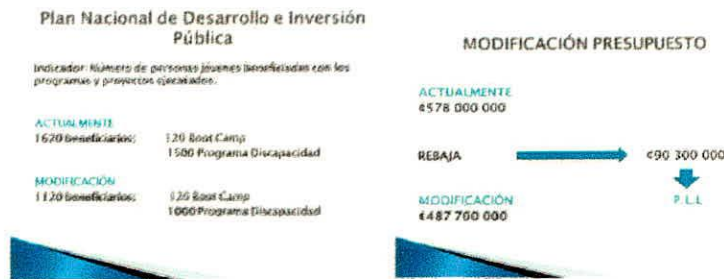 Plan Nacional de Desarrollo e Inversión
Pública
Indicador: Número de personas jóvenes beneficiadas con los
programas y proyectos ejecutados.
ACTUALMENTE
1620 beneficiarios: 120 Boot Camp
1500 Programa Discapacidad
MODIFICACIÓN
1120 beneficiarios: 120 Boot Camp
1000 Programa Discapacidad
MODIFICACIÓN PRESUPUESTO
ACTUALMENTE
¢578 000 000
REBAJA ¢90 300 000
P.L.L
MODIFICACIÓN
¢487 700 000